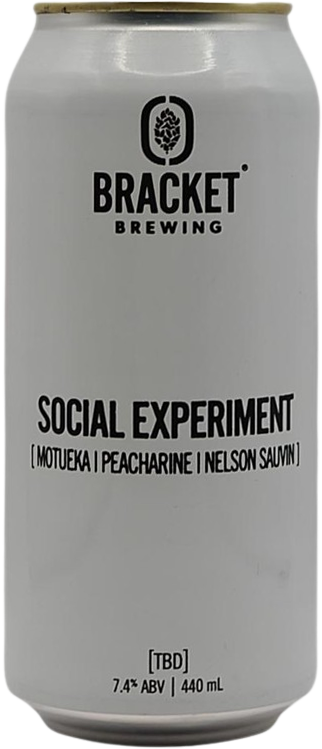 BRACKET
BREWING
SOCIAL EXPERIMENT
[ MOTUEKA | PEACHARINE | NELSON SAUVIN ]
[TBD]
7.4% ABV | 440 mL